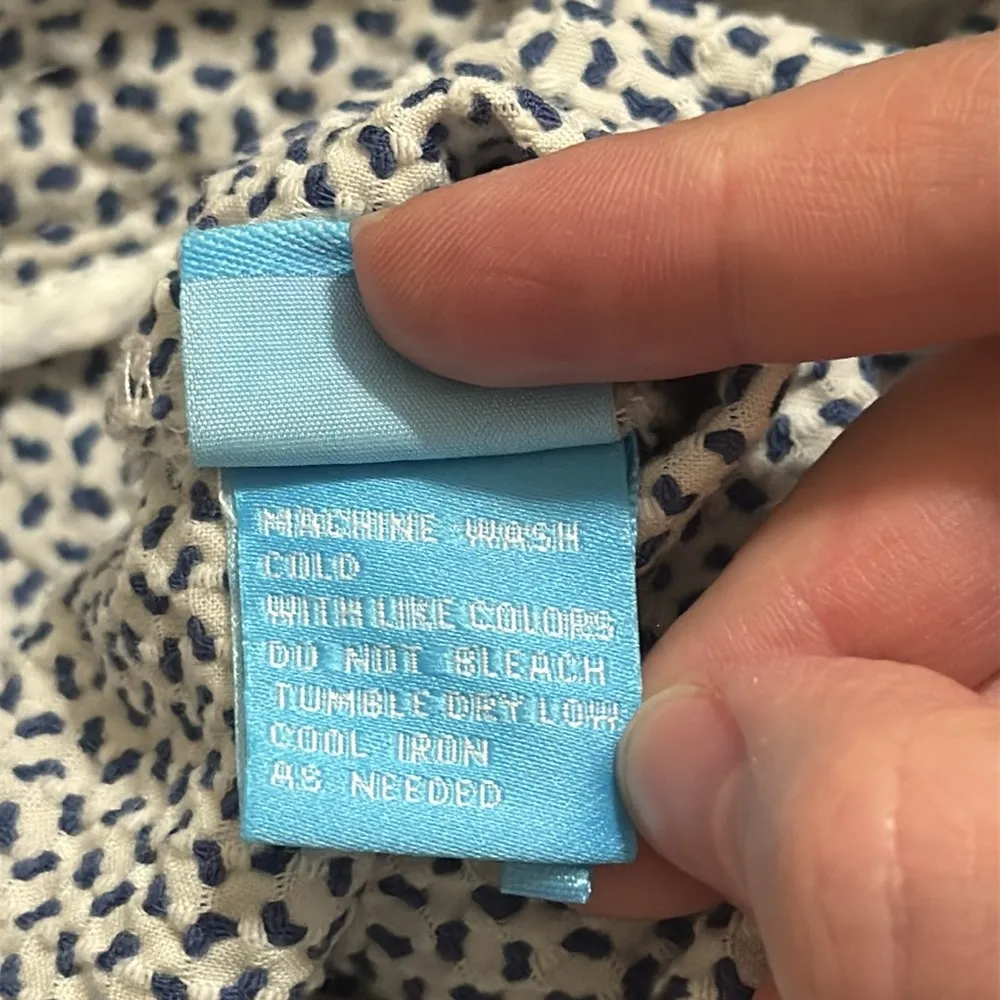 MACHINE WASH
COLD
WITH LIKE COLORS
DO NOT BLEACH
TUMBLE DRY LOW
COOL IRON
AS NEEDED